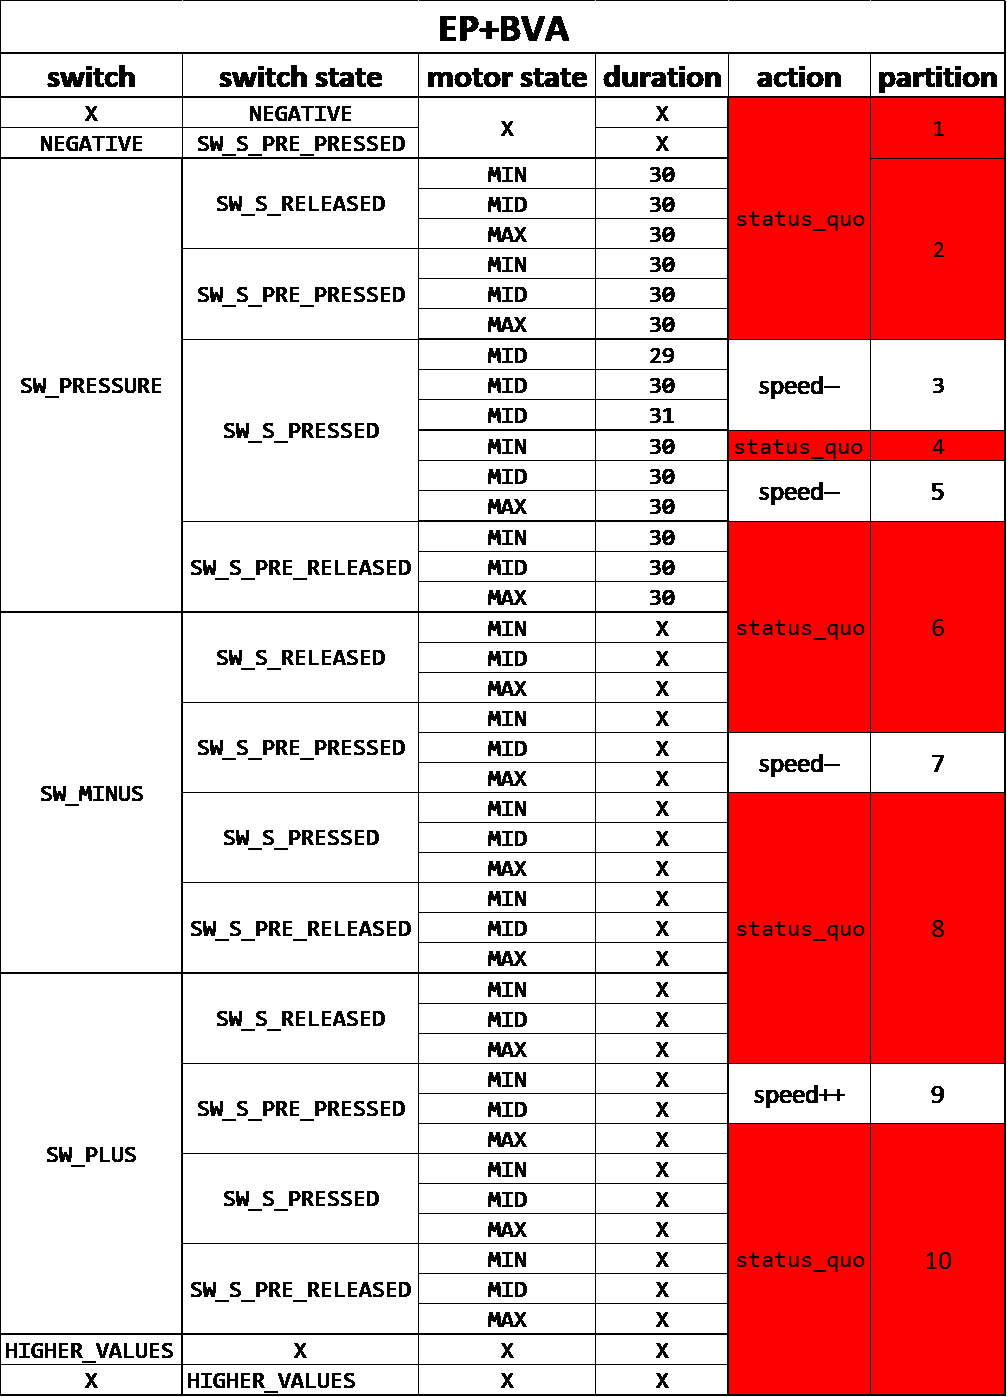 EP+BVA
switch switch state motor state duration action partition
X NEGATIVE X X status_quo 1
NEGATIVE SW_S_PRE_PRESSED X
SW_PRESSURE SW_S_RELEASED MIN 30 2
MID 30
MAX 30
SW_S_PRE_PRESSED MIN 30
MID 30
MAX 30
SW_S_PRESSED MID 29 speed– 3
MID 30
MID 31
MIN 30 status_quo 4
MID 30 speed– 5
MAX 30
SW_S_PRE_RELEASED MIN 30 status_quo 6
MID 30
MAX 30
SW_MINUS SW_S_RELEASED MIN X
MID X
MAX X
SW_S_PRE_PRESSED MIN X
MID X speed– 7
MAX X
SW_S_PRESSED MIN X status_quo 8
MID X
MAX X
SW_S_PRE_RELEASED MIN X
MID X
MAX X
SW_PLUS SW_S_RELEASED MIN X
MID X
MAX X
SW_S_PRE_PRESSED MIN X speed++ 9
MID X
MAX X status_quo 10
SW_S_PRESSED MIN X
MID X
MAX X
SW_S_PRE_RELEASED MIN X
MID X
MAX X
HIGHER_VALUES X X X
X HIGHER_VALUES X X